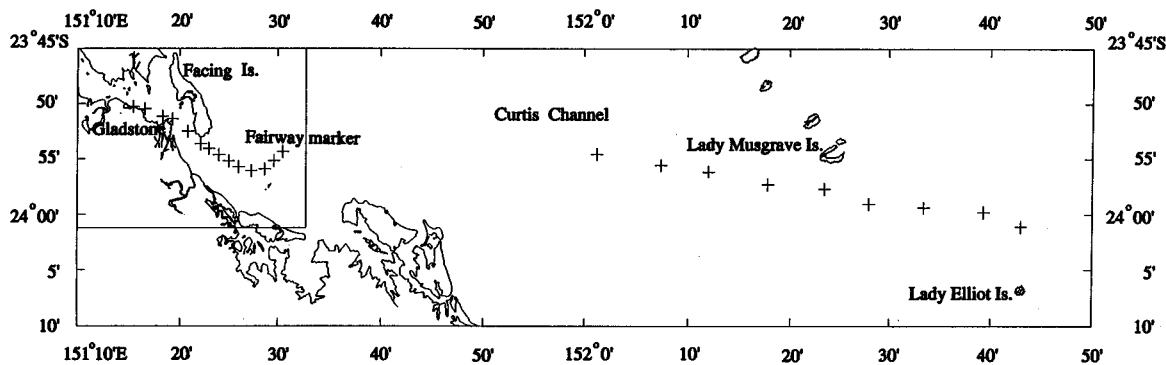 151°10'E 20' 30' 40' 50' 152°0' 10' 20' 30' 40' 50'
23°45'S 23°45'S
Facing Is.
50' 50'
Curtis Channel
Gladstone Fairway marker
Lady Musgrave Is.
55' 55'
24°00' 24°00'
5' 5'
Lady Elliot Is.
10' 10'
151°10'E 20' 30' 40' 50' 152°0' 10' 20' 30' 40' 50'